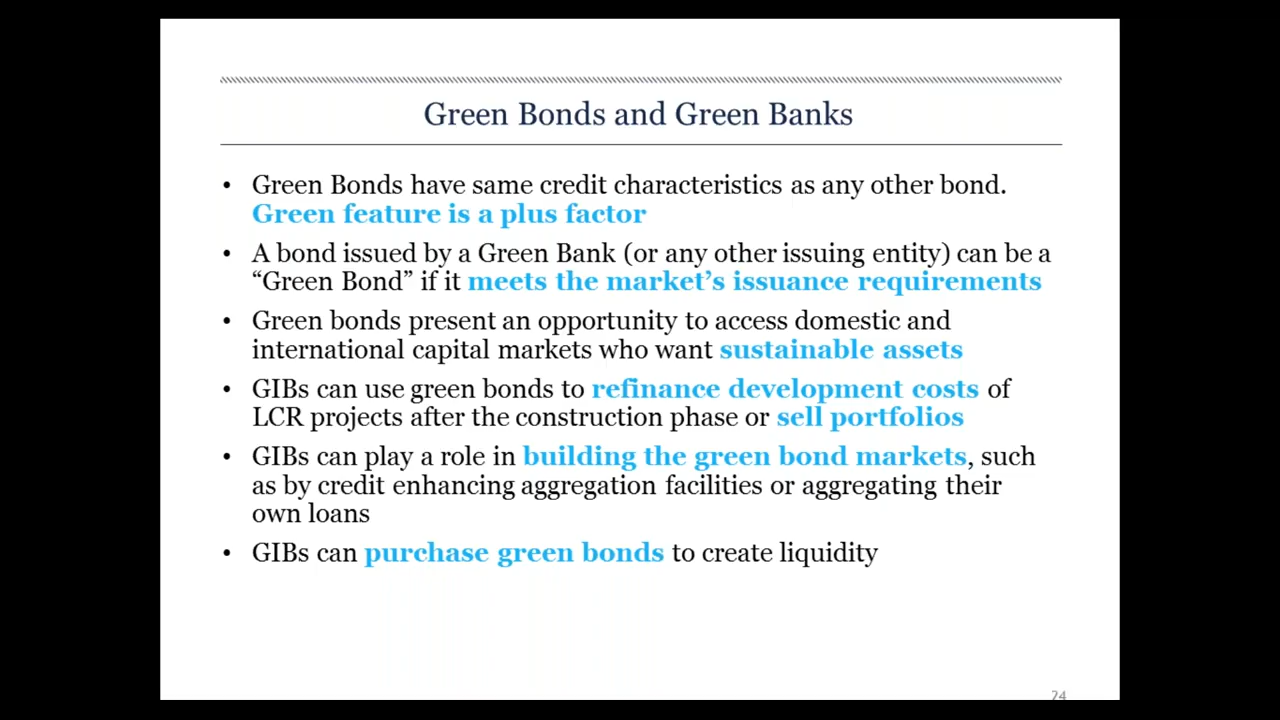 Green Bonds and Green Banks
• Green Bonds have same credit characteristics as any other bond.
Green feature is a plus factor
• A bond issued by a Green Bank (or any other issuing entity) can be a
“Green Bond” if it meets the market’s issuance requirements
• Green bonds present an opportunity to access domestic and
international capital markets who want sustainable assets
• GIBs can use green bonds to refinance development costs of
LCR projects after the construction phase or sell portfolios
• GIBs can play a role in building the green bond markets, such
as by credit enhancing aggregation facilities or aggregating their
own loans
• GIBs can purchase green bonds to create liquidity
24